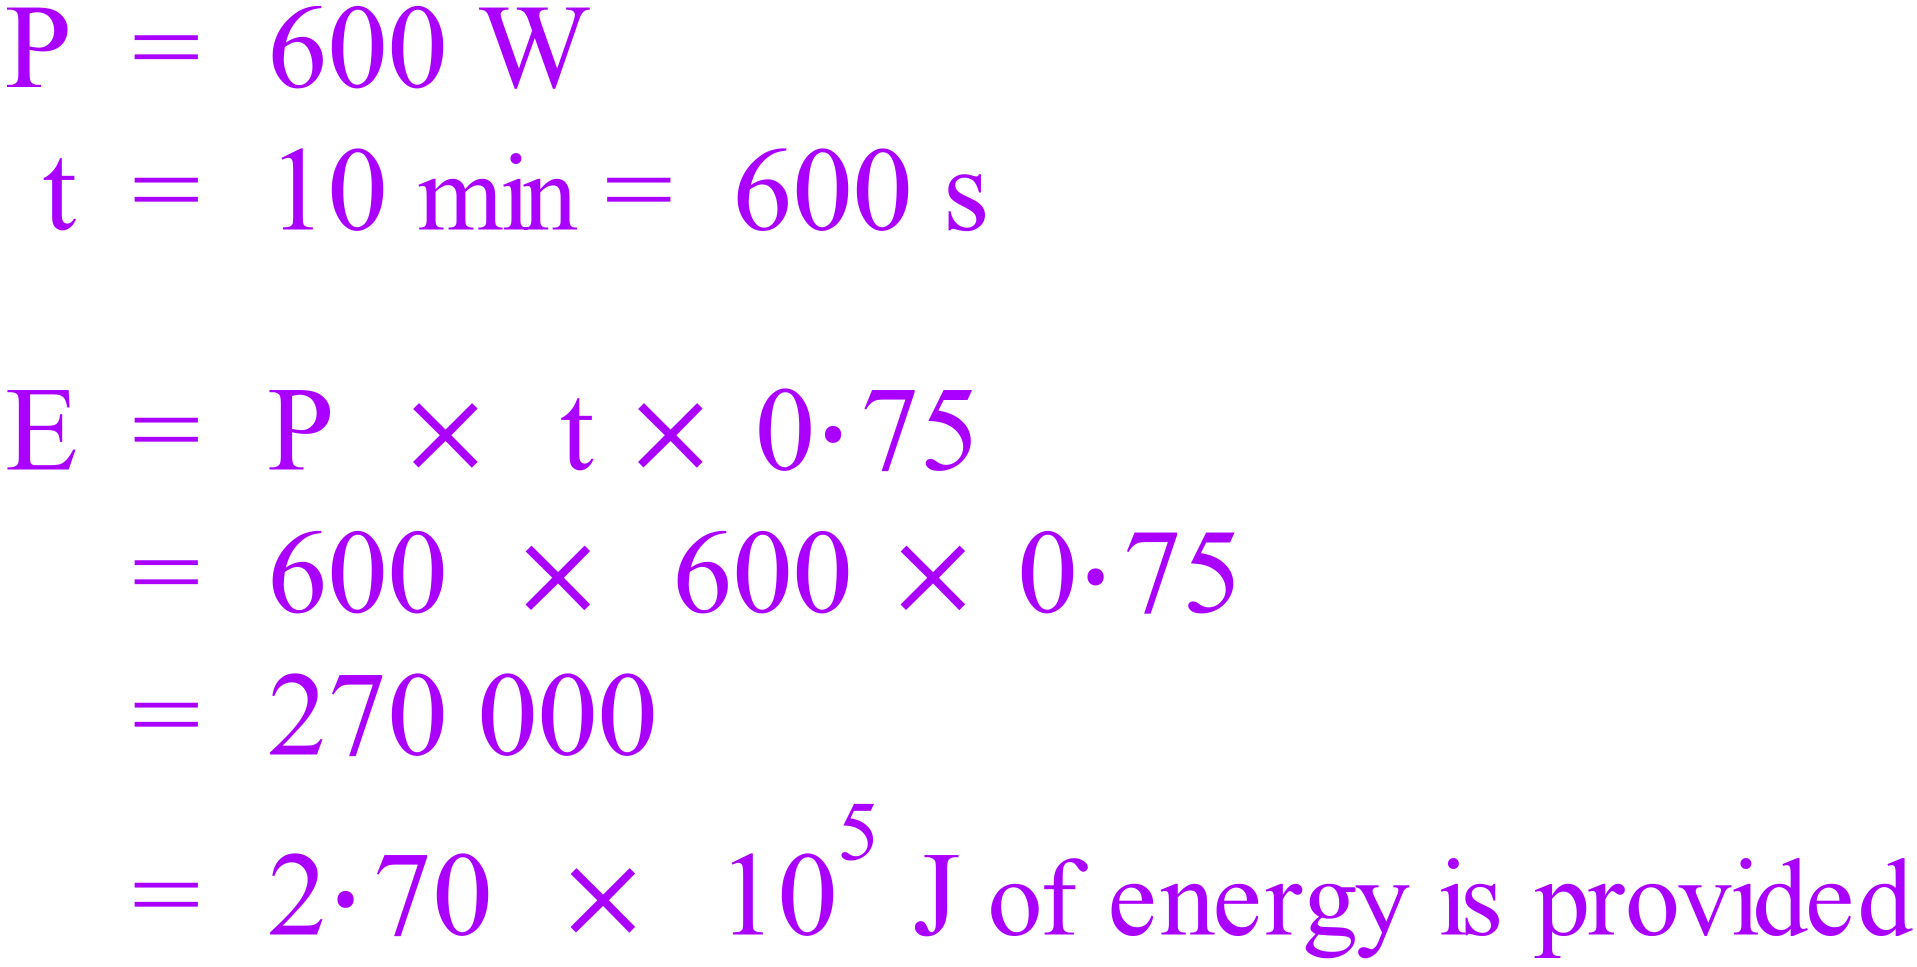 P = 600 W
t = 10 min = 600 s
E = P × t × 0·75
= 600 × 600 × 0·75
= 270 000
= 2·70 × 10⁵ J of energy is provided